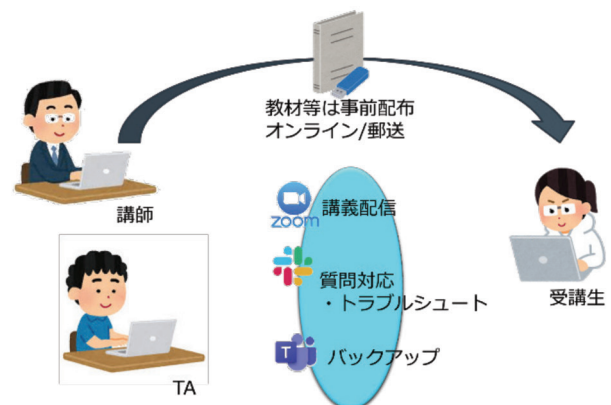 教材等は事前配布
オンライン/郵送
講師
zoom
講義配信
質問対応
・トラブルシュート
受講生
T
バックアップ
TA